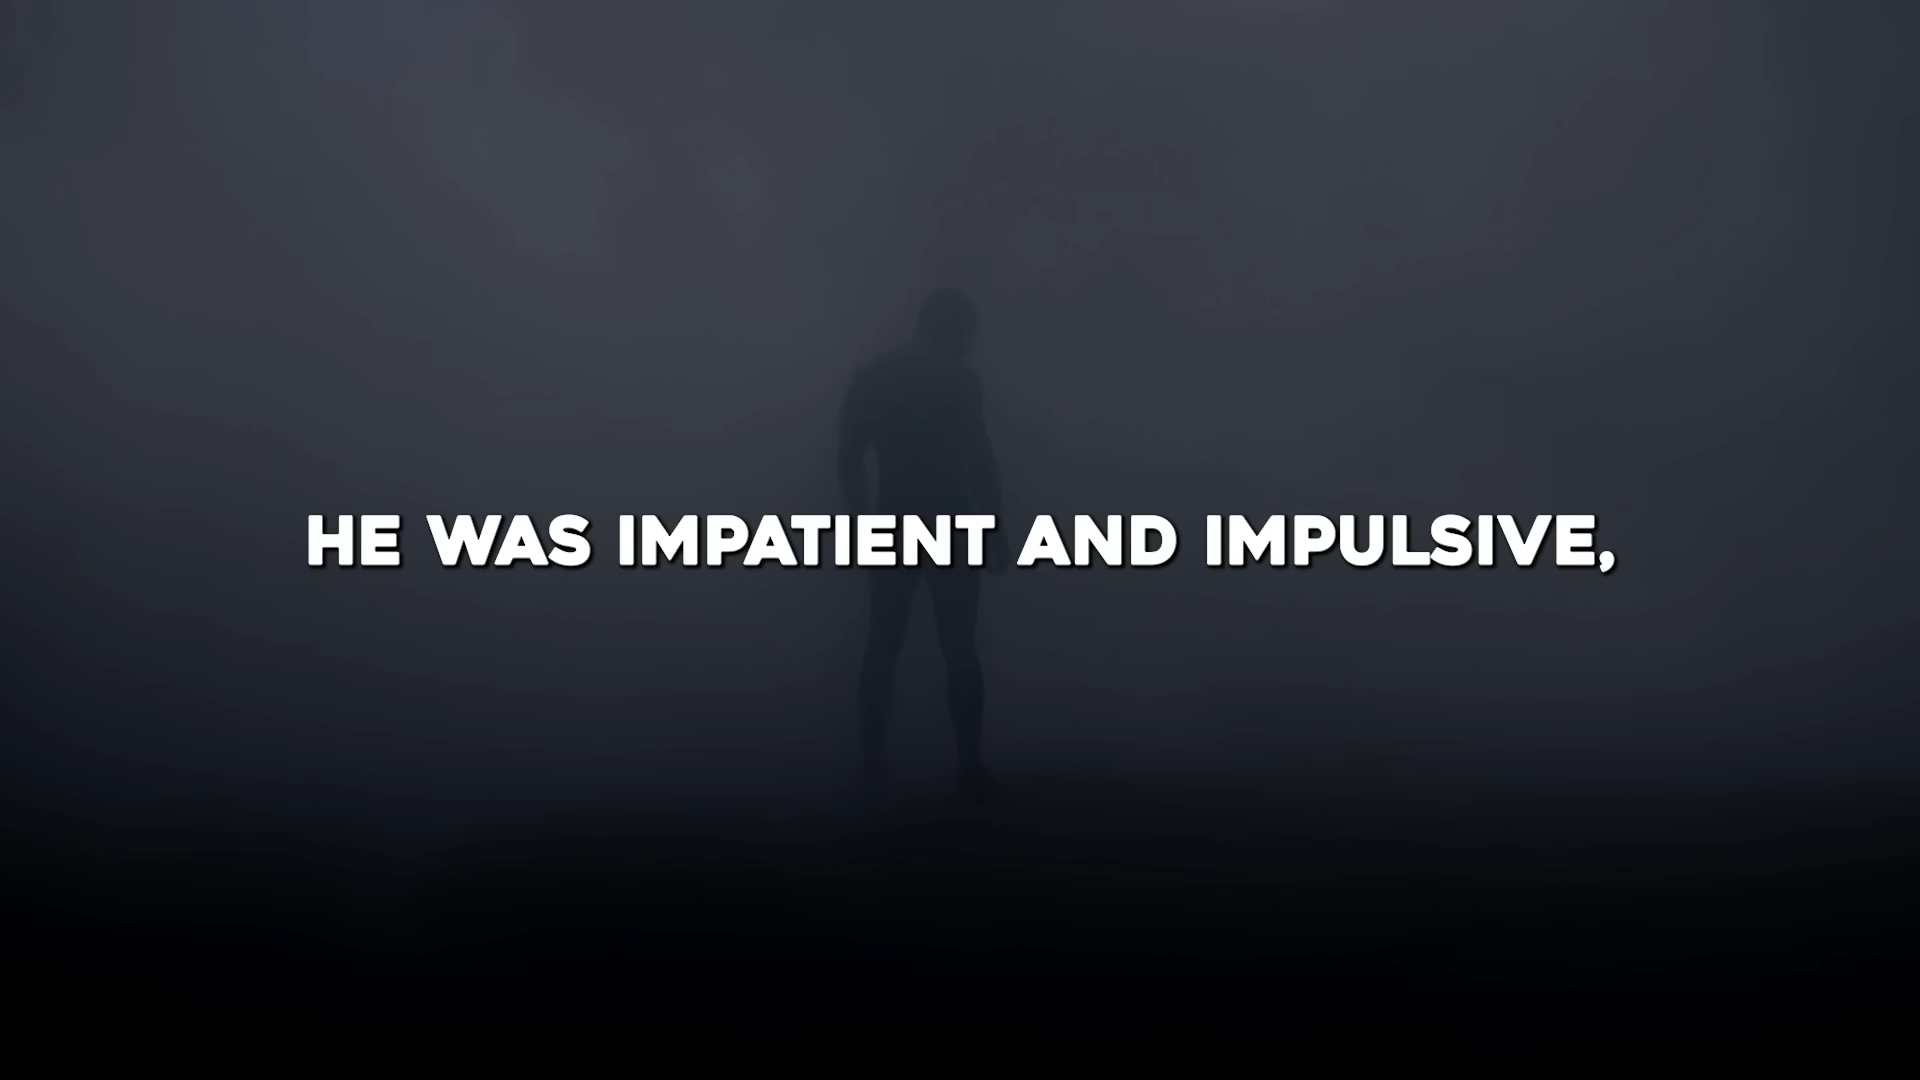 HE WAS IMPATIENT AND IMPULSIVE,